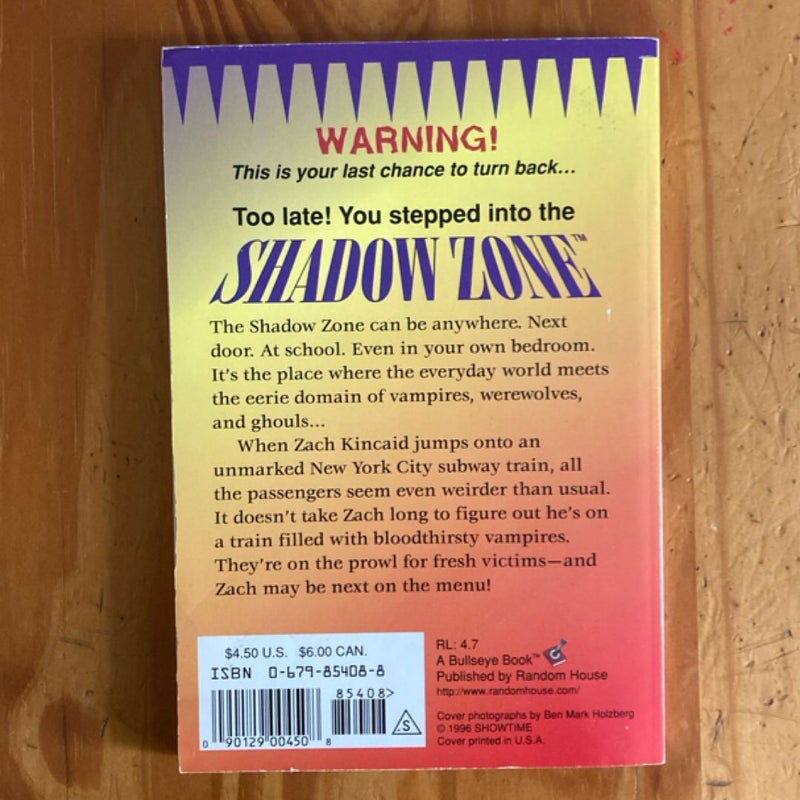 WARNING!
This is your last chance to turn back...
Too late! You stepped into the
SHADOW ZONE™
The Shadow Zone can be anywhere. Next
door. At school. Even in your own bedroom.
It's the place where the everyday world meets
the eerie domain of vampires, werewolves,
and ghouls...
When Zach Kincaid jumps onto an
unmarked New York City subway train, all
the passengers seem even weirder than usual.
It doesn't take Zach long to figure out he's on
a train filled with bloodthirsty vampires.
They're on the prowl for fresh victims—and
Zach may be next on the menu!
$4.50 U.S. $6.00 CAN.
ISBN 0-679-85408-8
85408>
0 90129 00450 8
S
RL: 4.7
A Bullseye Book™
Published by Random House
http://www.randomhouse.com/
Cover photographs by Ben Mark Holzberg
© 1996 SHOWTIME
Cover printed in U.S.A.